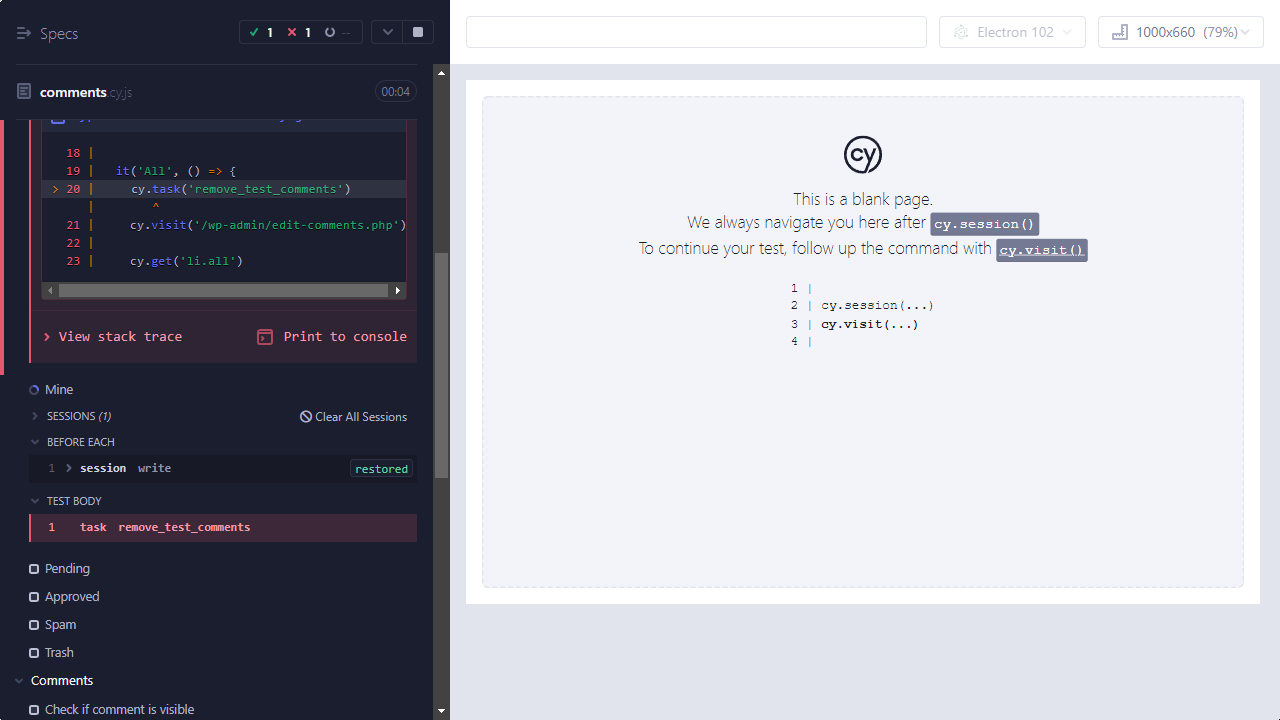 Specs
1
1
--
comments.cy.js
00:04
18 |
19 | it('All', () => {
> 20 | cy.task('remove_test_comments')
| ^
21 | cy.visit('/wp-admin/edit-comments.php')
22 |
23 | cy.get('li.all')
View stack trace
Print to console
Mine
SESSIONS (1)
Clear All Sessions
BEFORE EACH
1 session write restored
TEST BODY
1 task remove_test_comments
Pending
Approved
Spam
Trash
Comments
Check if comment is visible
Electron 102
1000x660 (79%)
cy
This is a blank page.
We always navigate you here after cy.session()
To continue your test, follow up the command with cy.visit()
1 |
2 | cy.session(...)
3 | cy.visit(...)
4 |